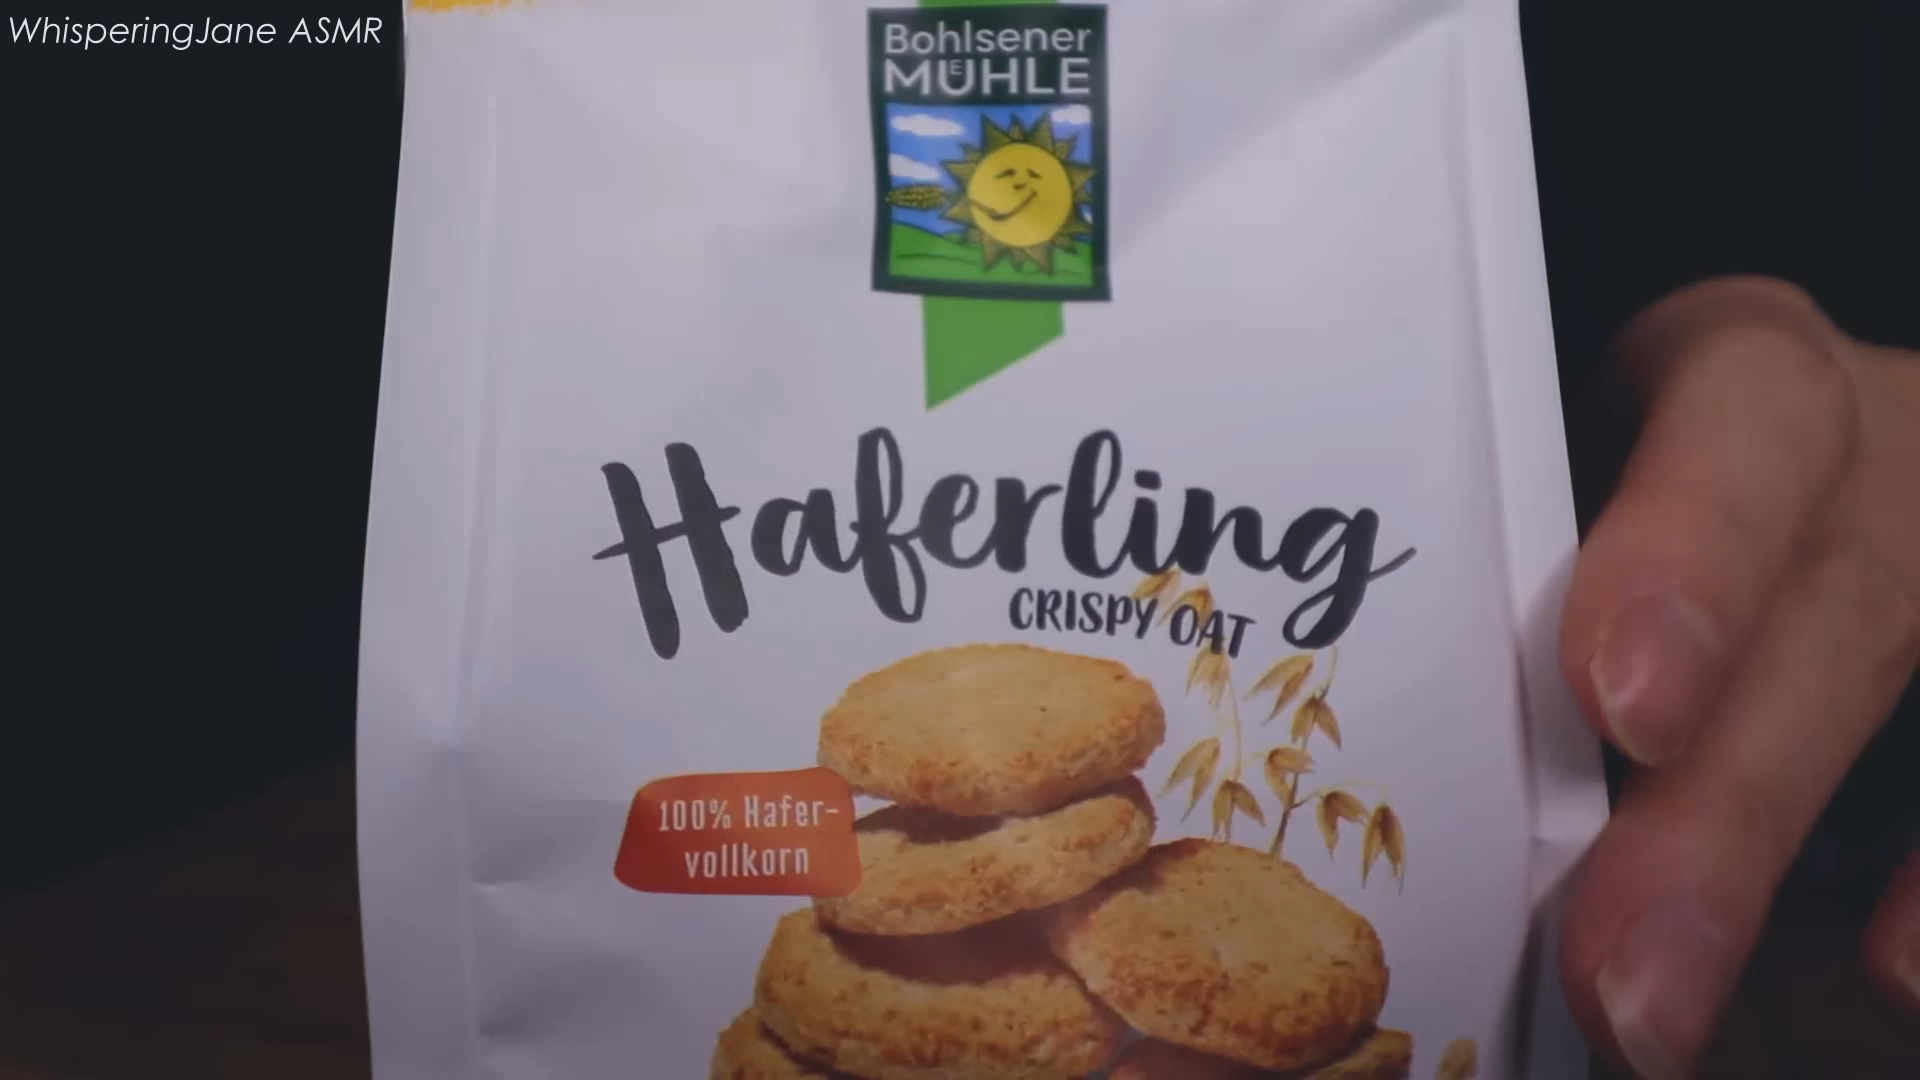 WhisperingJane ASMR
Bohlsener
MÜHLE
Haferling
CRISPY OAT
100% Hafer-
vollkorn